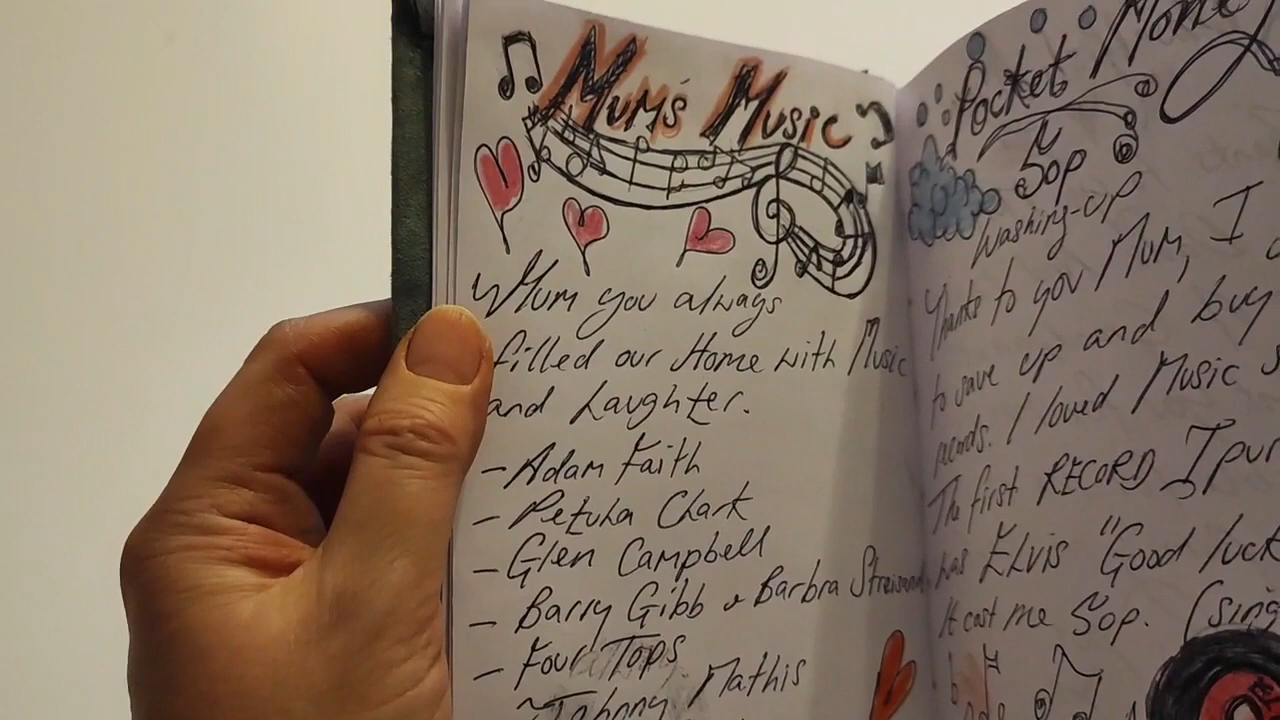 Mum's Music
Mum you always
filled our Home with Music
and Laughter.
- Adam Faith
- Petula Clark
- Glen Campbell
- Barry Gibb & Barbra Streisand
- Four Tops
~ Johnny Mathis
Pocket Money
50p
Washing-up
Thanks to you Mum, I
to save up and buy
records. I loved Music
The first RECORD I pur
was ELVIS "Good luck
It cost me 50p. (sing